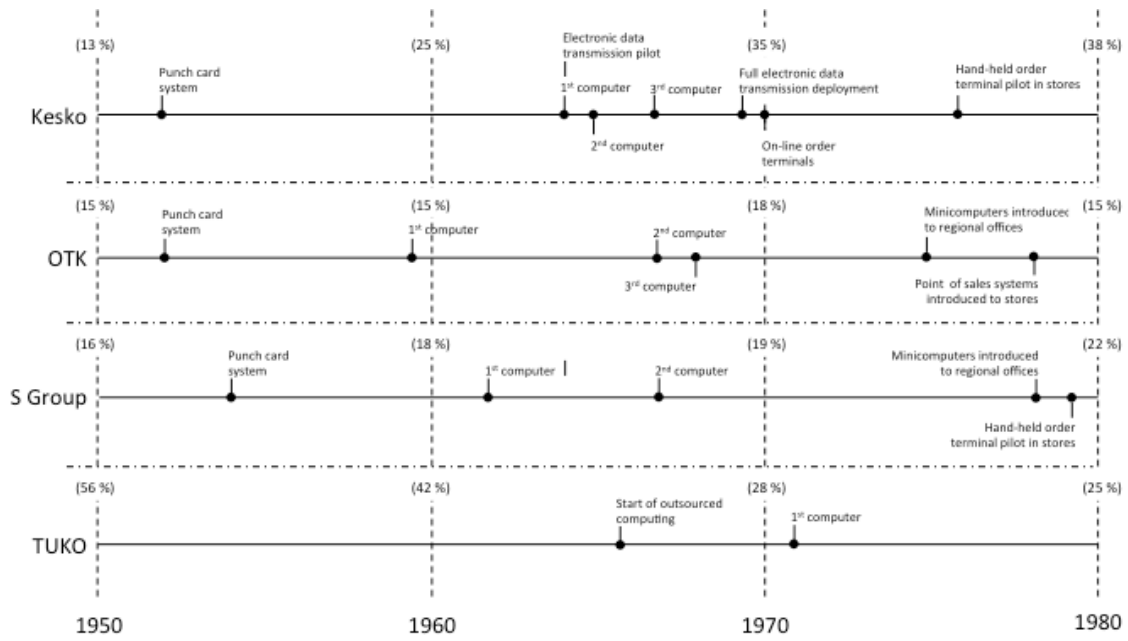 (13 %)
(25 %)
Electronic data
transmission pilot
(35 %)
(38 %)
Punch card
system
1st computer
3rd computer
Full electronic data
transmission deployment
Hand-held order
terminal pilot in stores
Kesko
2nd computer
On-line order
terminals
(15 %)
(15 %)
(18 %)
(15 %)
Punch card
system
1st computer
2nd computer
Minicomputers introduced
to regional offices
OTK
3rd computer
Point of sales systems
introduced to stores
(16 %)
(18 %)
(19 %)
(22 %)
Punch card
system
1st computer
2nd computer
Minicomputers introduced
to regional offices
S Group
Hand-held order
terminal pilot in stores
(56 %)
(42 %)
(28 %)
(25 %)
Start of outsourced
computing
1st computer
TUKO
1950
1960
1970
1980